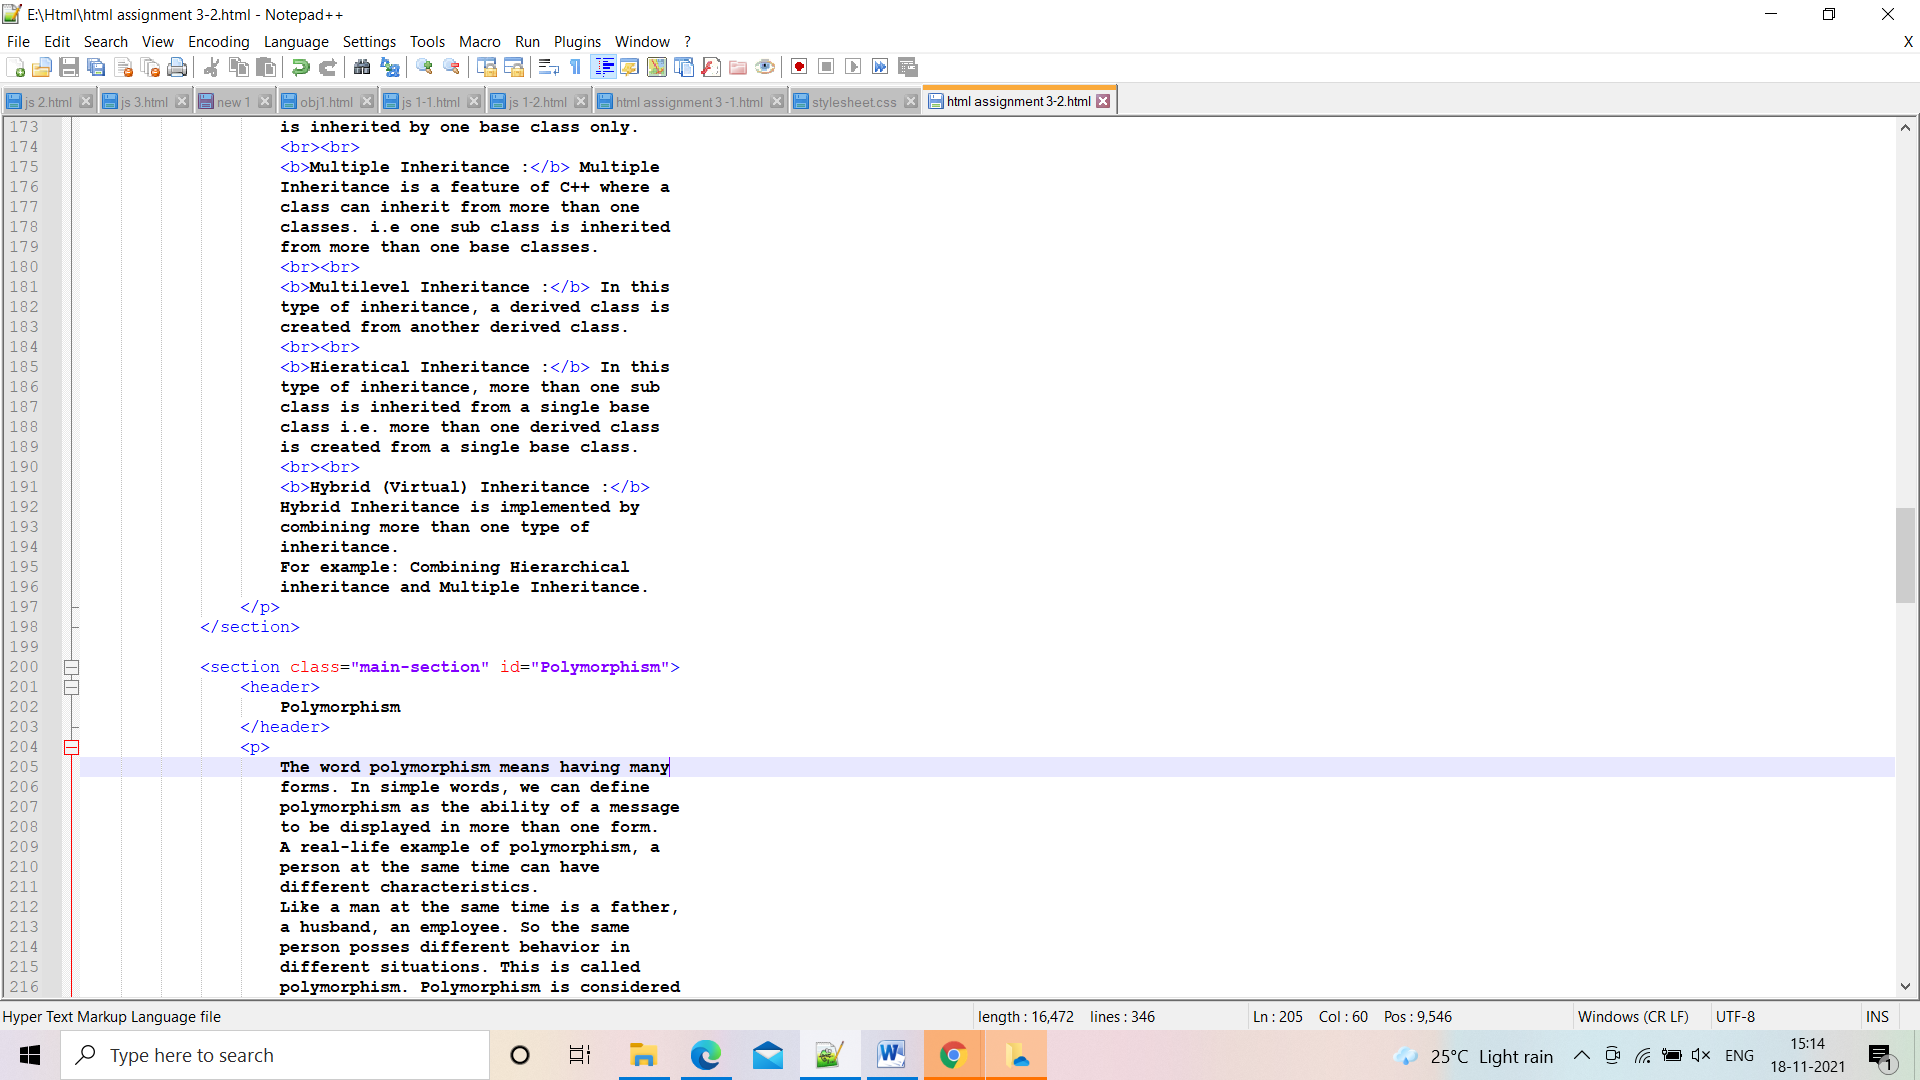 E:\Html\html assignment 3-2.html - Notepad++
File Edit Search View Encoding Language Settings Tools Macro Run Plugins Window ? X
js 2.html js 3.html new 1 obj1.html js 1-1.html js 1-2.html html assignment 3 -1.html stylesheet.css html assignment 3-2.html
173 is inherited by one base class only.
174 <br><br>
175 <b>Multiple Inheritance :</b> Multiple
176 Inheritance is a feature of C++ where a
177 class can inherit from more than one
178 classes. i.e one sub class is inherited
179 from more than one base classes.
180 <br><br>
181 <b>Multilevel Inheritance :</b> In this
182 type of inheritance, a derived class is
183 created from another derived class.
184 <br><br>
185 <b>Hieratical Inheritance :</b> In this
186 type of inheritance, more than one sub
187 class is inherited from a single base
188 class i.e. more than one derived class
189 is created from a single base class.
190 <br><br>
191 <b>Hybrid (Virtual) Inheritance :</b>
192 Hybrid Inheritance is implemented by
193 combining more than one type of
194 inheritance.
195 For example: Combining Hierarchical
196 inheritance and Multiple Inheritance.
197 </p>
198 </section>
199
200 <section class="main-section" id="Polymorphism">
201 <header>
202 Polymorphism
203 </header>
204 <p>
205 The word polymorphism means having many
206 forms. In simple words, we can define
207 polymorphism as the ability of a message
208 to be displayed in more than one form.
209 A real-life example of polymorphism, a
210 person at the same time can have
211 different characteristics.
212 Like a man at the same time is a father,
213 a husband, an employee. So the same
214 person posses different behavior in
215 different situations. This is called
216 polymorphism. Polymorphism is considered
Hyper Text Markup Language file length : 16,472 lines : 346 Ln : 205 Col : 60 Pos : 9,546 Windows (CR LF) UTF-8 INS
Type here to search 25°C Light rain ENG 15:14
18-11-2021 1